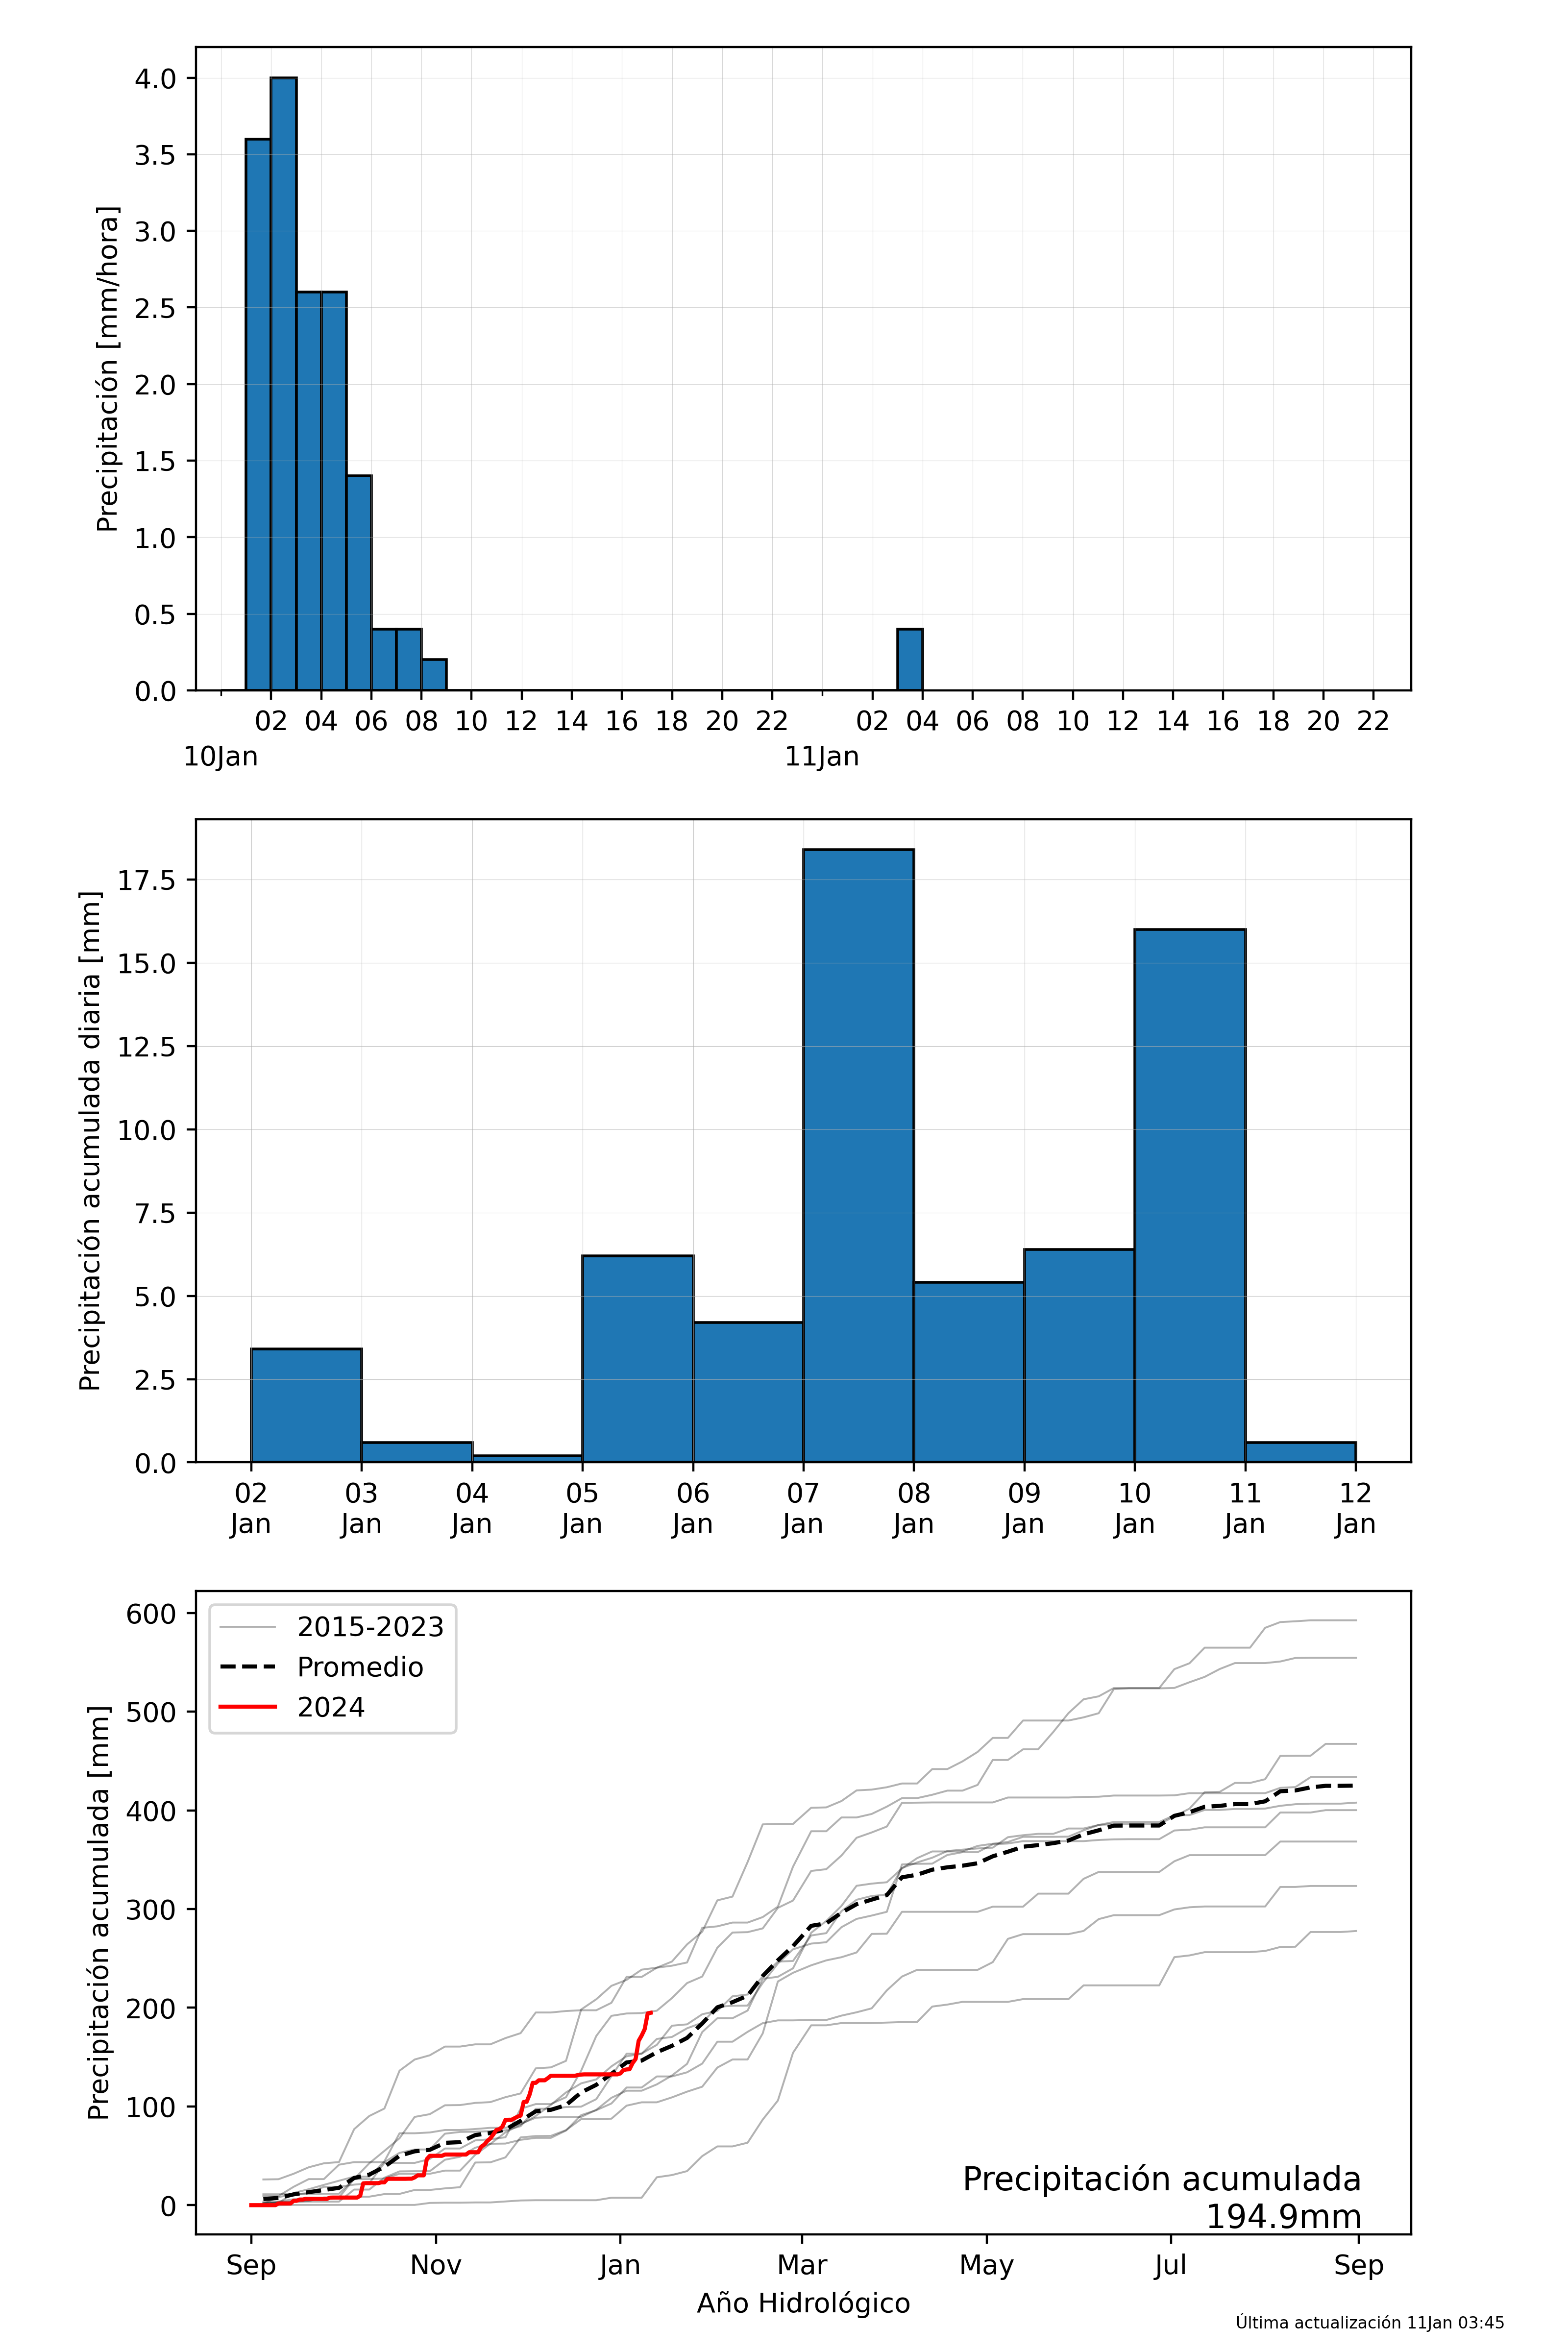 4.0
3.5
3.0
2.5
2.0
1.5
1.0
0.5
0.0
Precipitación [mm/hora]
02 04 06 08 10 12 14 16 18 20 22 02 04 06 08 10 12 14 16 18 20 22
10Jan 11Jan
17.5
15.0
12.5
10.0
7.5
5.0
2.5
0.0
Precipitación acumulada diaria [mm]
02 03 04 05 06 07 08 09 10 11 12
Jan Jan Jan Jan Jan Jan Jan Jan Jan Jan Jan
600
500
400
300
200
100
0
Precipitación acumulada [mm]
2015-2023
Promedio
2024
Precipitación acumulada
194.9mm
Sep Nov Jan Mar May Jul Sep
Año Hidrológico
Última actualización 11Jan 03:45